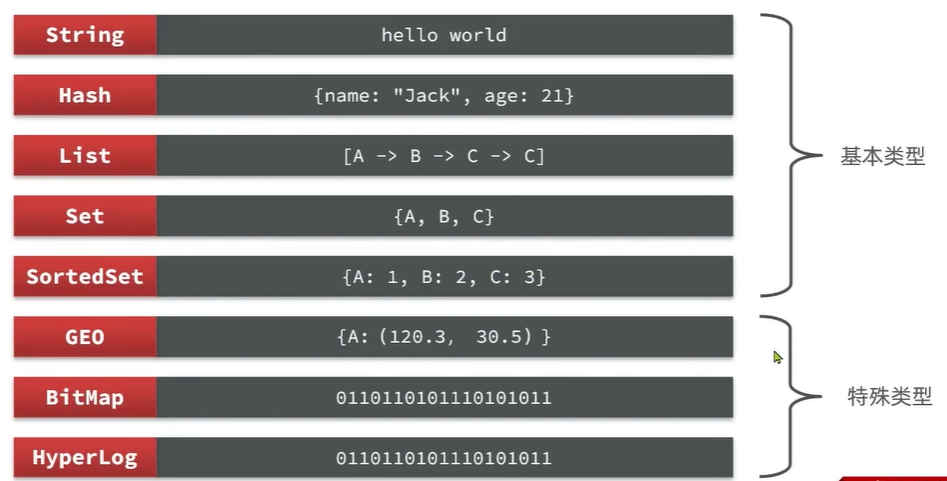 String hello world
Hash {name: "Jack", age: 21}
List [A -> B -> C -> C]
基本类型
Set {A, B, C}
SortedSet {A: 1, B: 2, C: 3}
GEO {A: (120.3, 30.5) }
BitMap 0110110101110101011
特殊类型
HyperLog 0110110101110101011